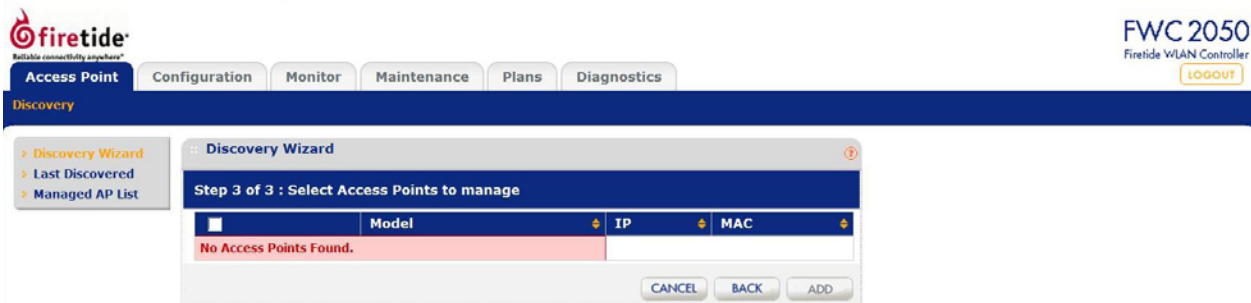 firetide
Reliable connectivity anywhere
FWC 2050
Firetide WLAN Controller
LOGOUT
Access Point Configuration Monitor Maintenance Plans Diagnostics
Discovery
Discovery Wizard
Last Discovered
Managed AP List
Discovery Wizard ?
Step 3 of 3 : Select Access Points to manage
Model IP MAC
No Access Points Found.
CANCEL BACK ADD